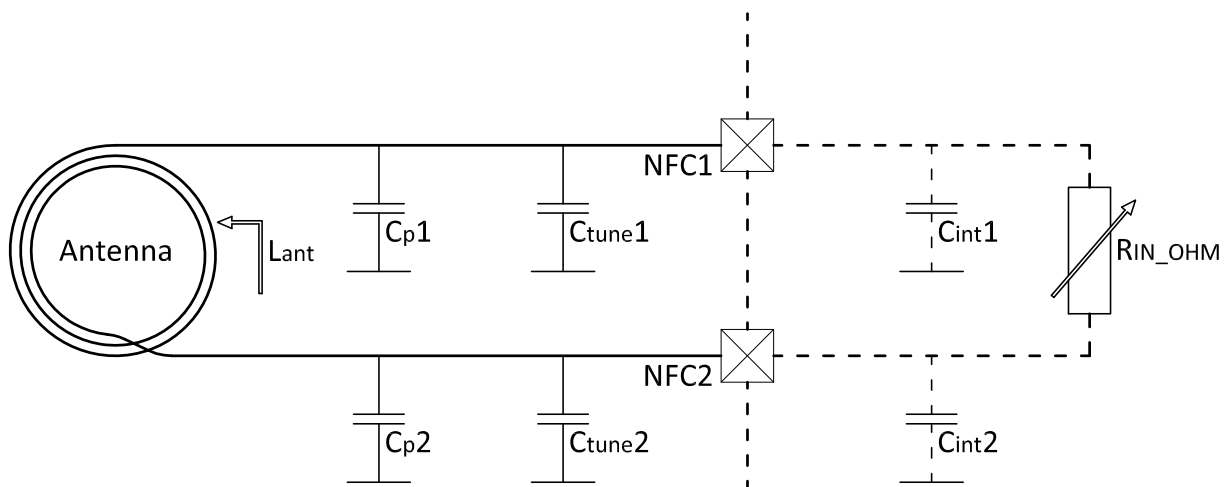 NFC1
Cp1
Ctune1
Cint1
Antenna
Lant
RIN_OHM
NFC2
Cp2
Ctune2
Cint2